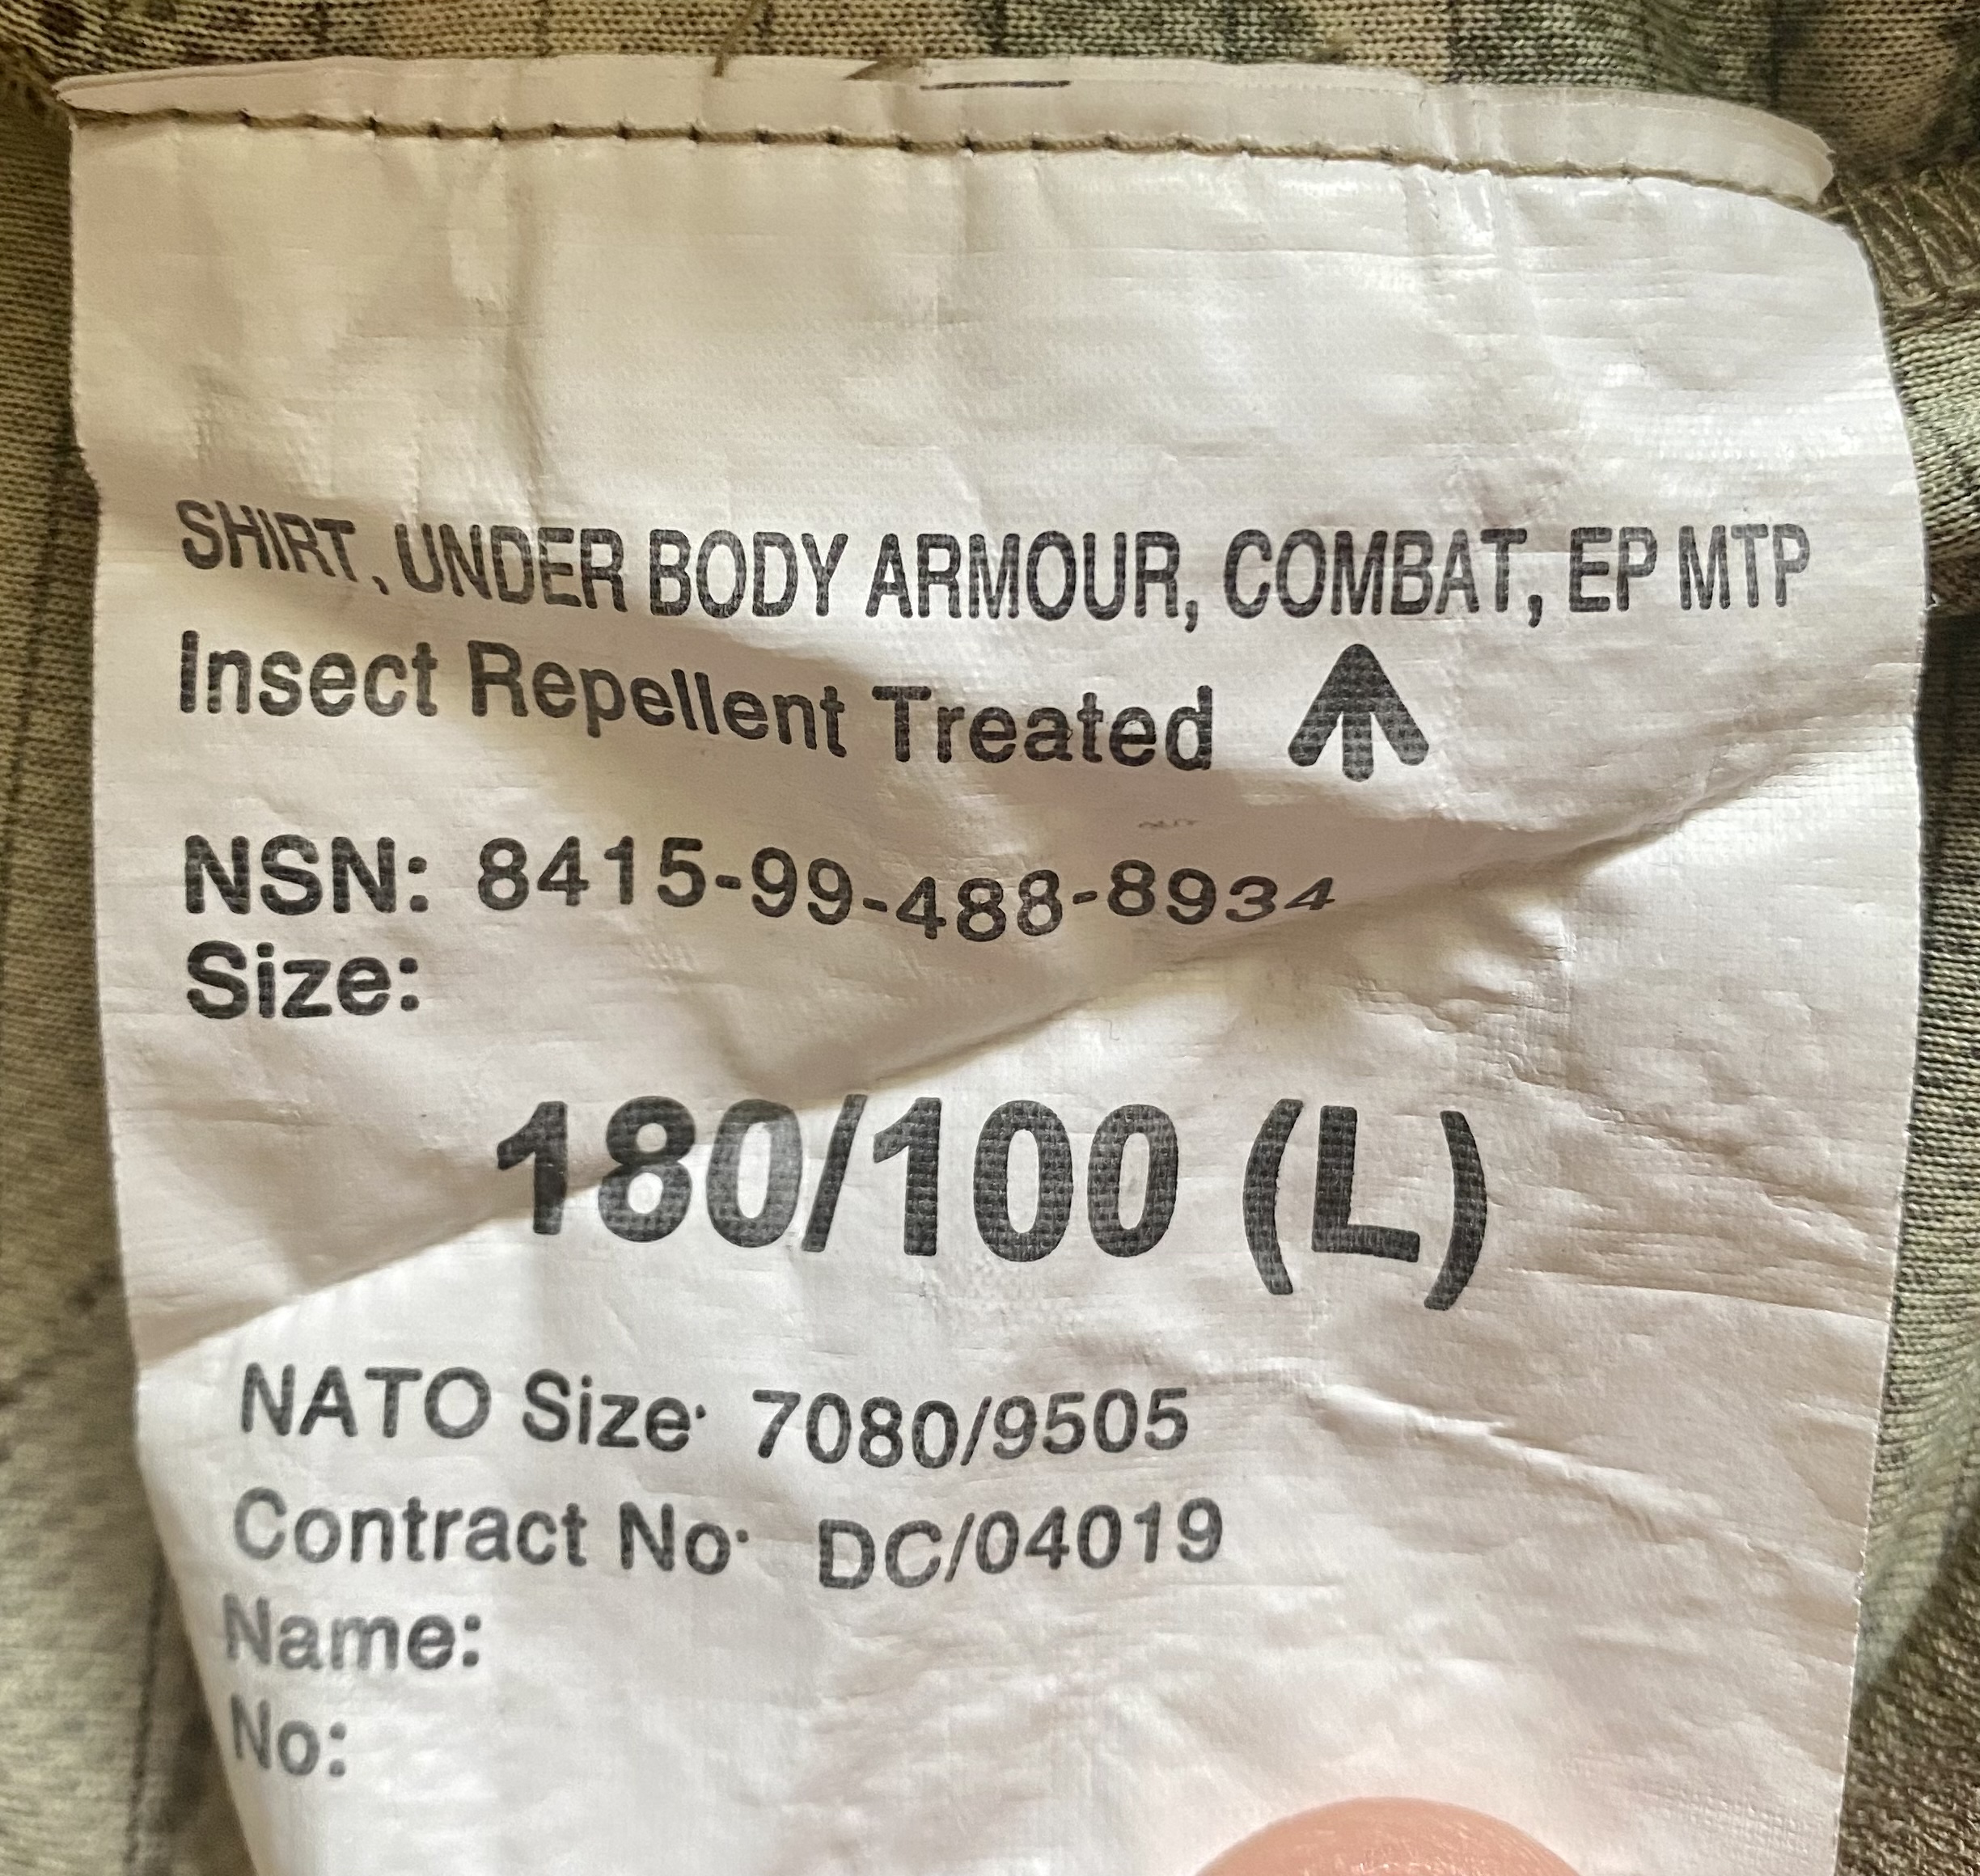 SHIRT, UNDER BODY ARMOUR, COMBAT, EP MTP
Insect Repellent Treated
NSN: 8415-99-488-8934
Size:
180/100 (L)
NATO Size: 7080/9505
Contract No: DC/04019
Name:
No: